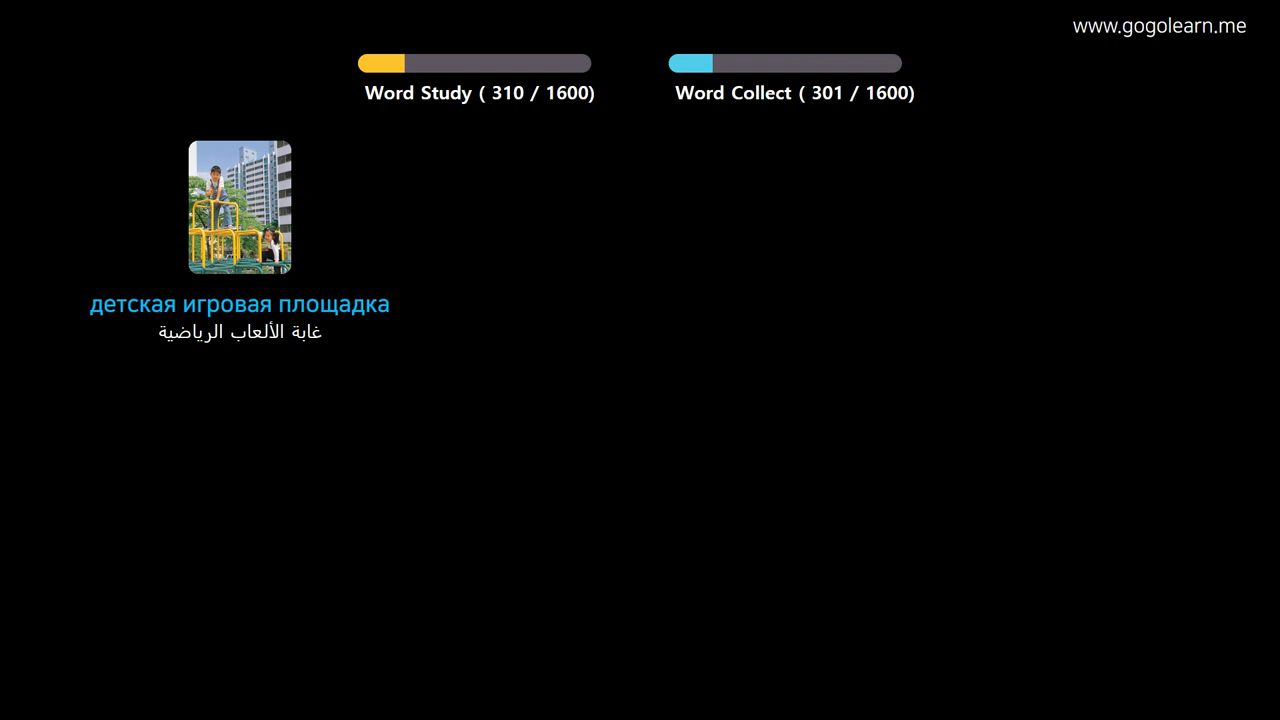 www.gogolearn.me
Word Study ( 310 / 1600)
Word Collect ( 301 / 1600)
детская игровая площадка
غابة الألعاب الرياضية